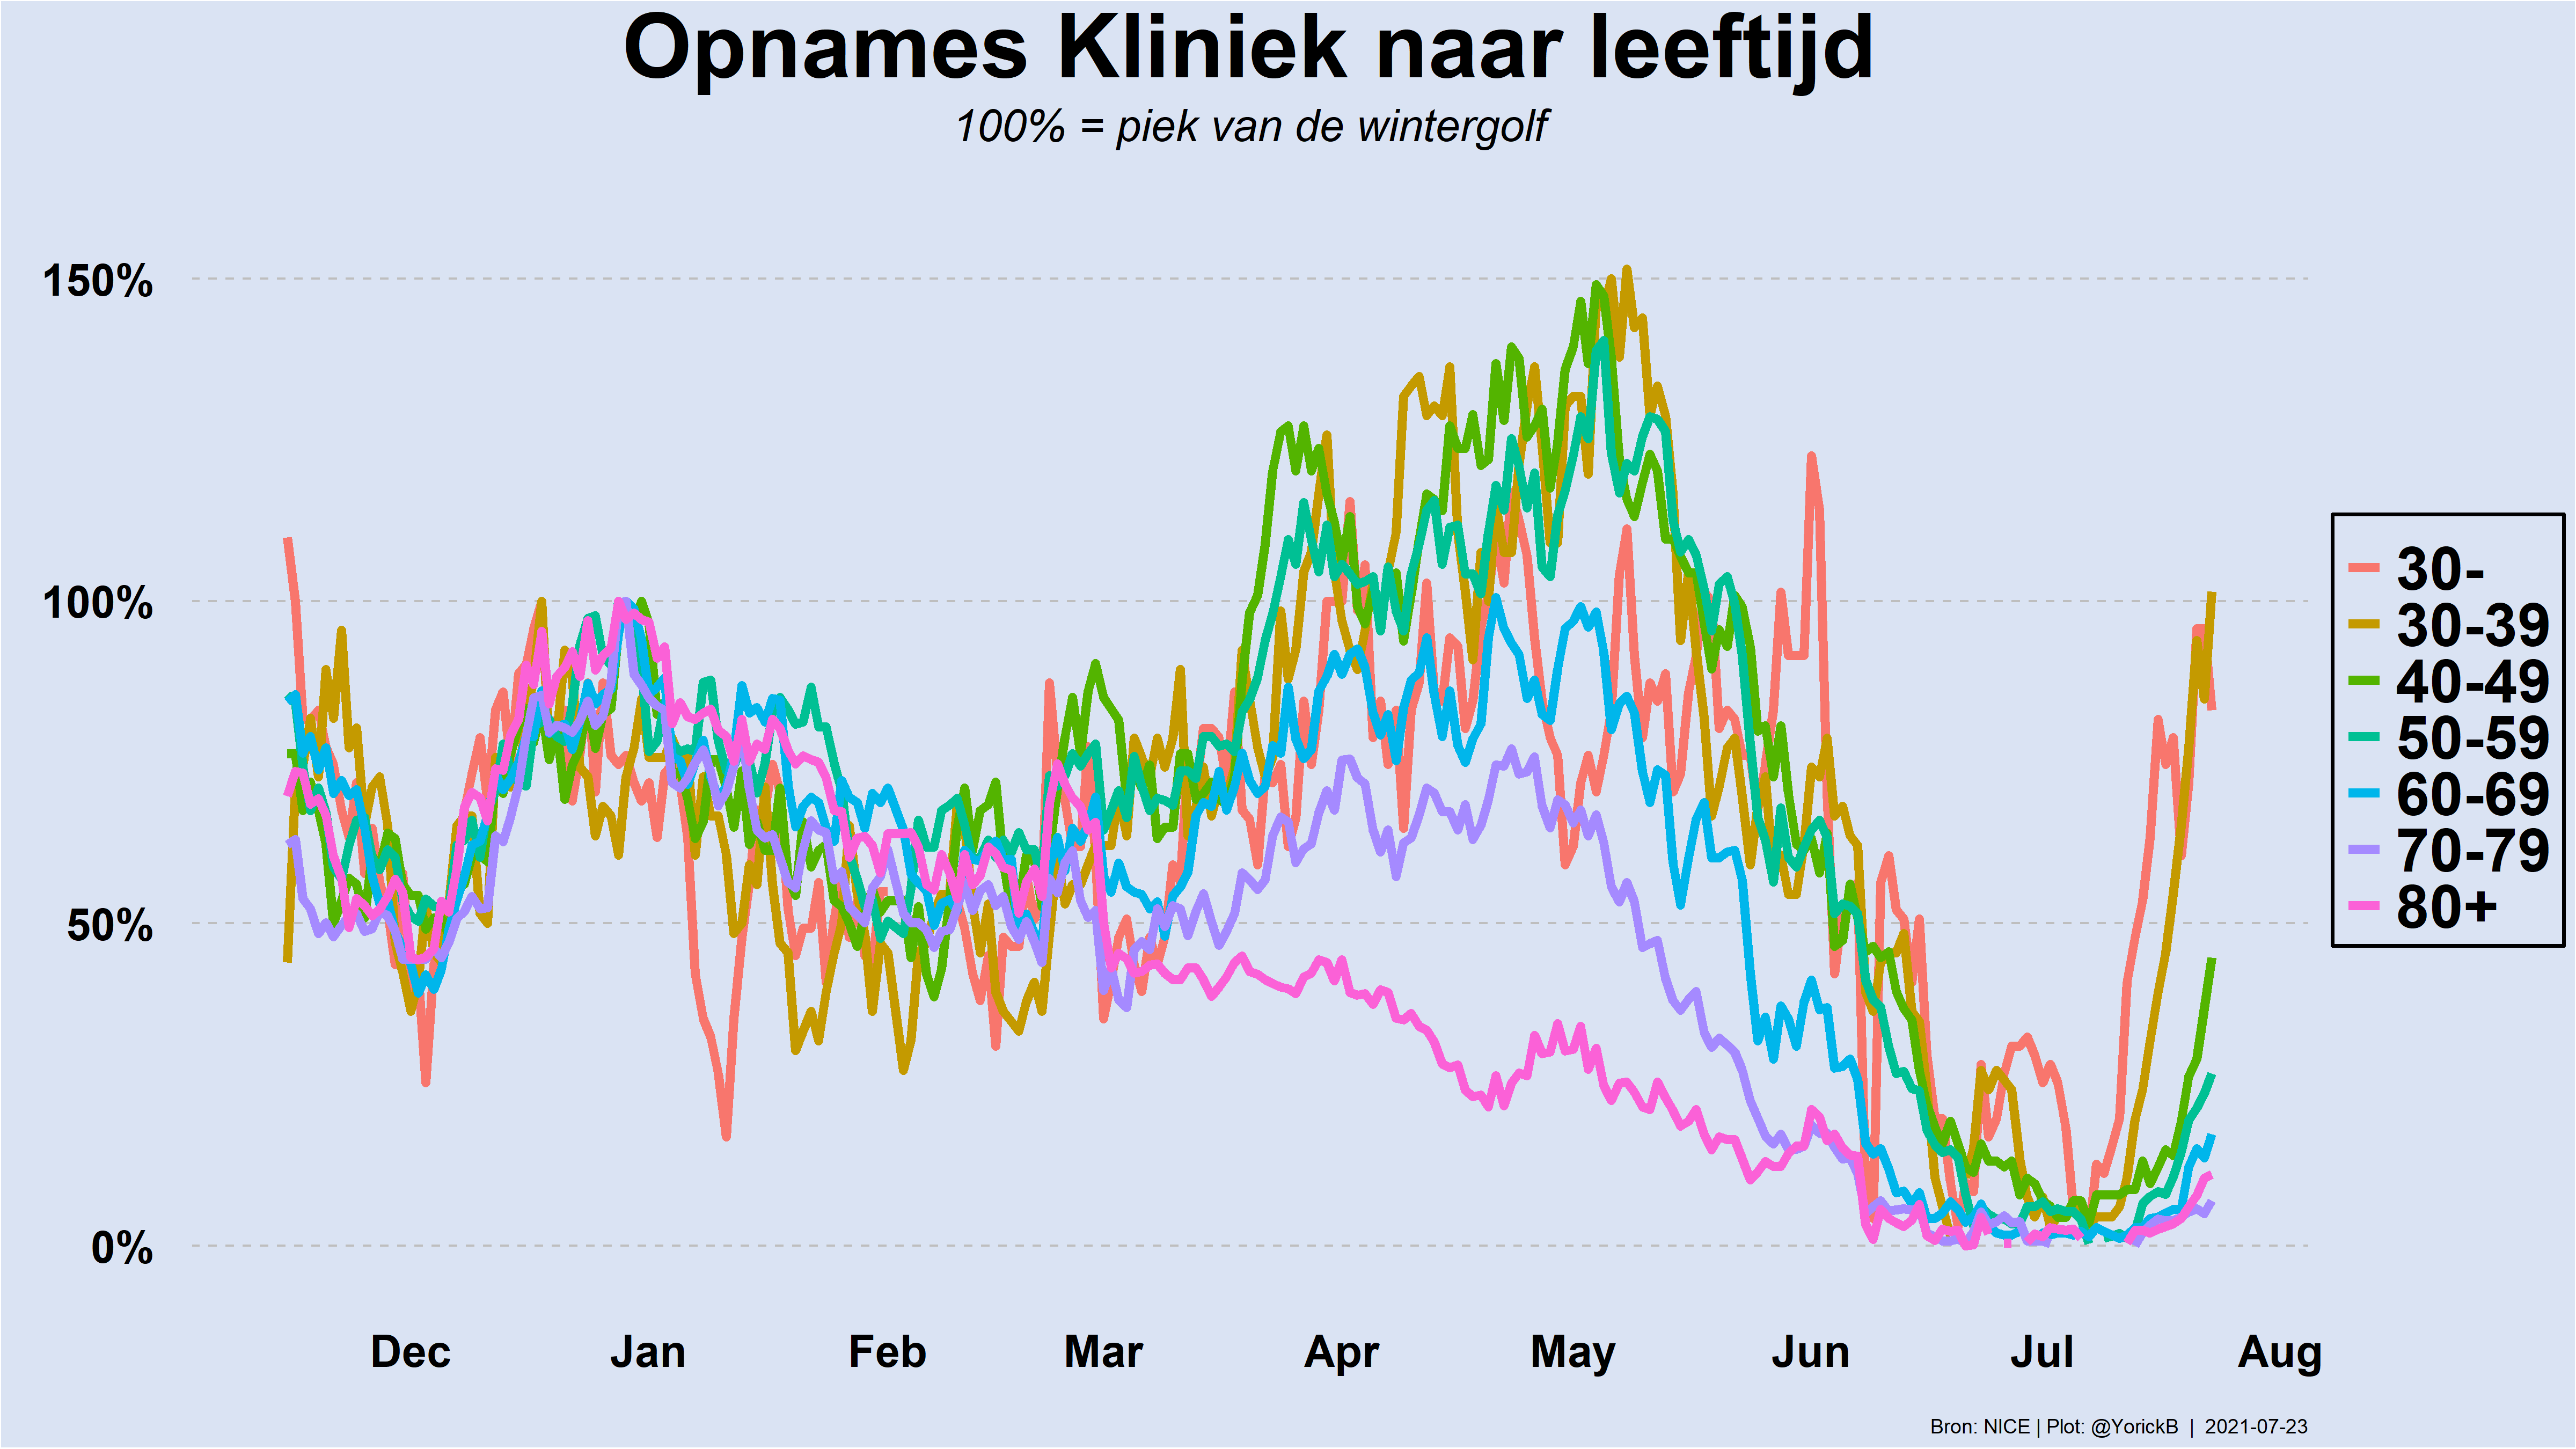 Opnames Kliniek naar leeftijd
100% = piek van de wintergolf
150%
100%
50%
0%
Dec Jan Feb Mar Apr May Jun Jul Aug
30-
30-39
40-49
50-59
60-69
70-79
80+
Bron: NICE | Plot: @YorickB | 2021-07-23